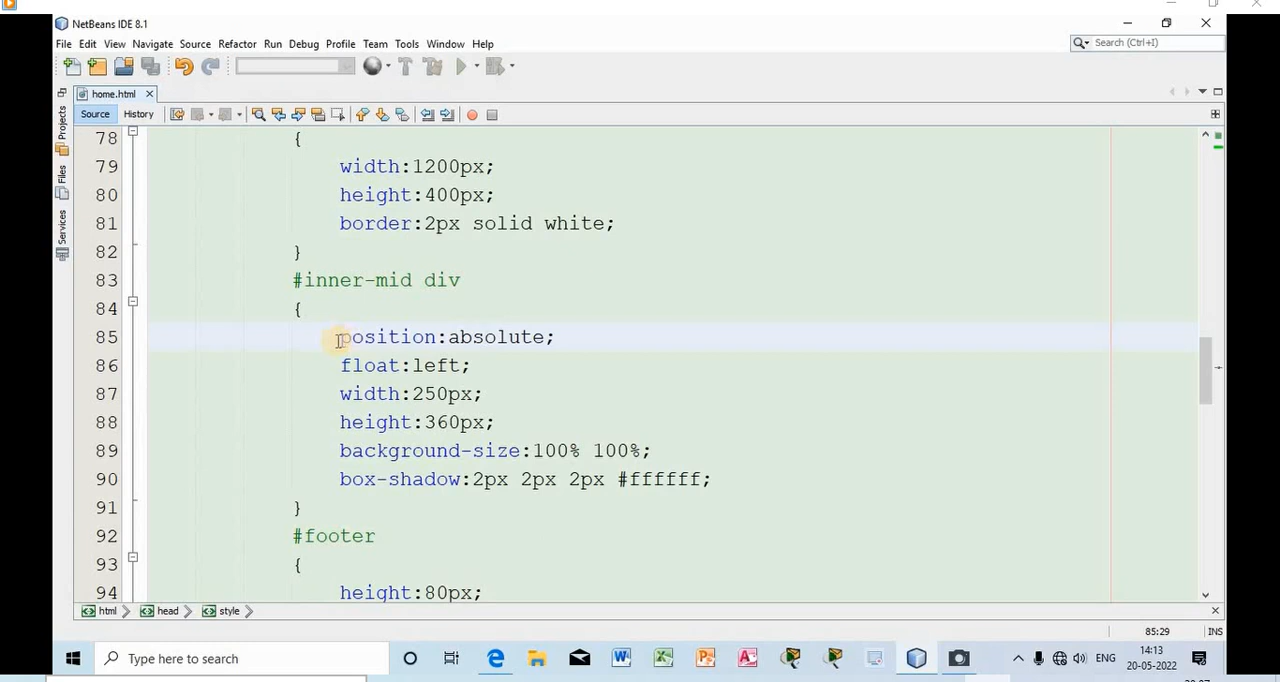 NetBeans IDE 8.1
File Edit View Navigate Source Refactor Run Debug Profile Team Tools Window Help
Search (Ctrl+I)
home.html
Source History
Projects
Files
Services
78 {
79 width:1200px;
80 height:400px;
81 border:2px solid white;
82 }
83 #inner-mid div
84 {
85 position:absolute;
86 float:left;
87 width:250px;
88 height:360px;
89 background-size:100% 100%;
90 box-shadow:2px 2px 2px #ffffff;
91 }
92 #footer
93 {
94 height:80px;
html head style
85:29 INS
Type here to search
ENG
14:13
20-05-2022